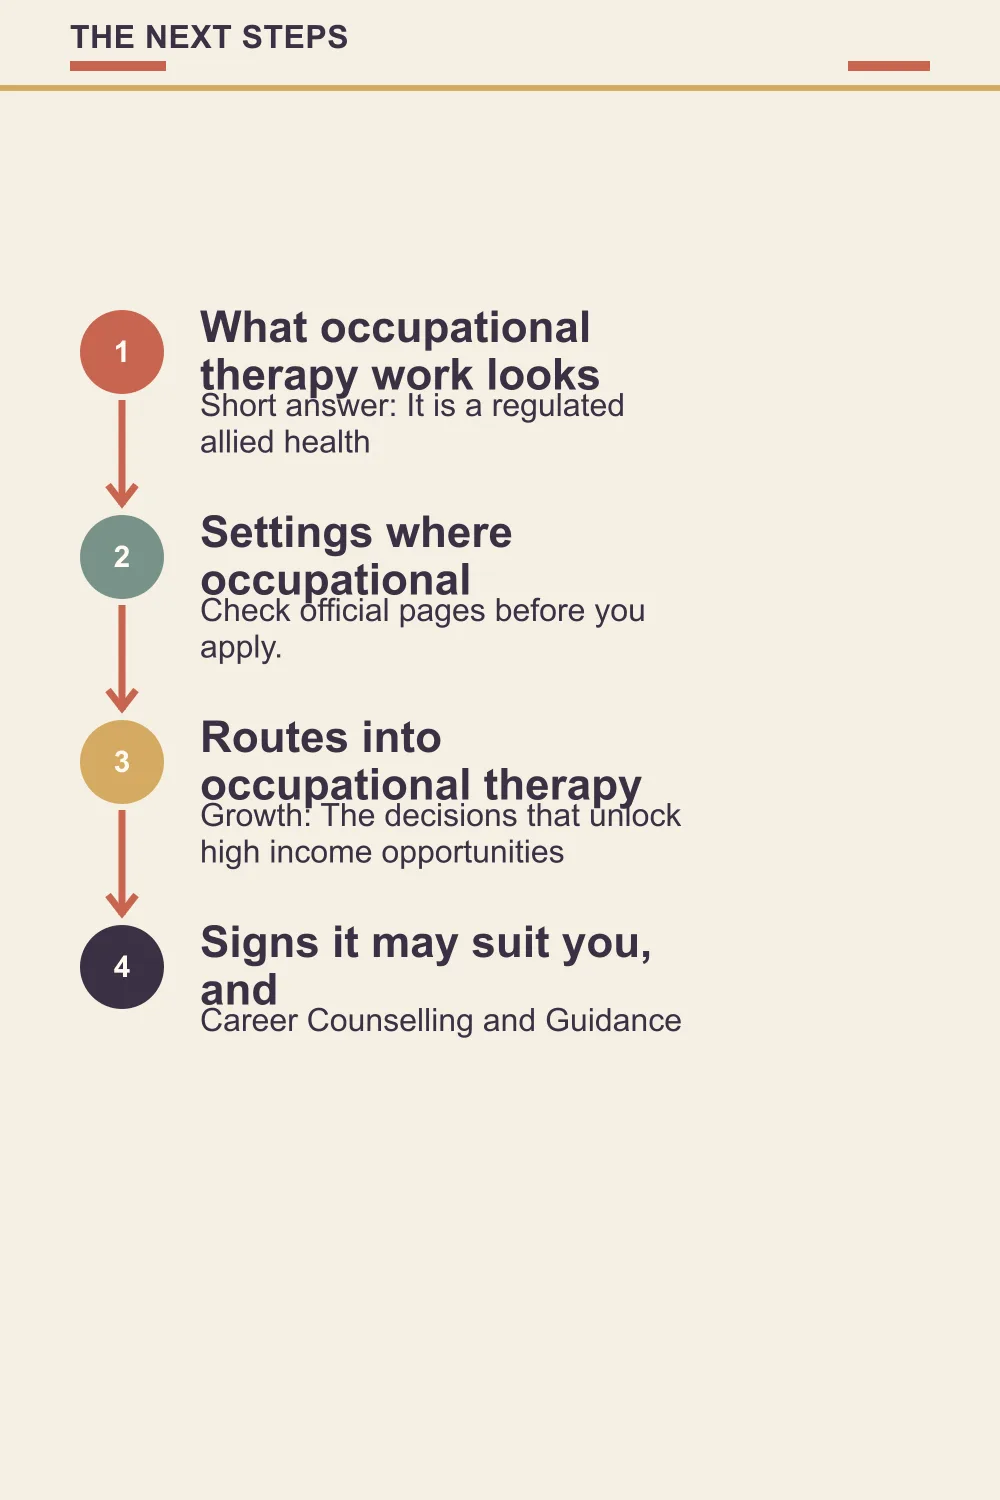 THE NEXT STEPS
1
What occupational
therapy work looks
Short answer: It is a regulated
allied health
2
Settings where
occupational
Check official pages before you
apply.
3
Routes into
occupational therapy
Growth: The decisions that unlock
high income opportunities
4
Signs it may suit you,
and
Career Counselling and Guidance